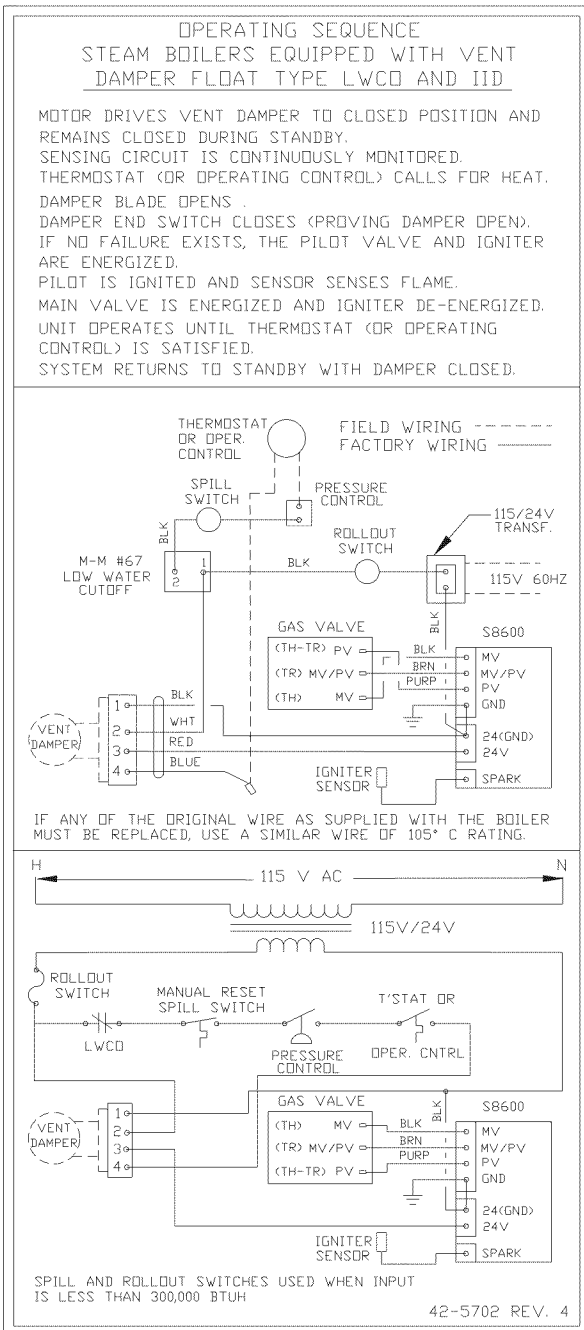 OPERATING SEQUENCE
STEAM BOILERS EQUIPPED WITH VENT
DAMPER FLOAT TYPE LWCO AND IID
MOTOR DRIVES VENT DAMPER TO CLOSED POSITION AND
REMAINS CLOSED DURING STANDBY.
SENSING CIRCUIT IS CONTINUOUSLY MONITORED.
THERMOSTAT (OR OPERATING CONTROL) CALLS FOR HEAT.
DAMPER BLADE OPENS .
DAMPER END SWITCH CLOSES (PROVING DAMPER OPEN).
IF NO FAILURE EXISTS, THE PILOT VALVE AND IGNITER
ARE ENERGIZED.
PILOT IS IGNITED AND SENSOR SENSES FLAME.
MAIN VALVE IS ENERGIZED AND IGNITER DE-ENERGIZED.
UNIT OPERATES UNTIL THERMOSTAT (OR OPERATING
CONTROL) IS SATISFIED.
SYSTEM RETURNS TO STANDBY WITH DAMPER CLOSED.
THERMOSTAT
OR OPER.
CONTROL
FIELD WIRING
FACTORY WIRING
SPILL
SWITCH
PRESSURE
CONTROL
BLK
ROLLOUT
SWITCH
115/24V
TRANSF.
M-M #67
LOW WATER
CUTOFF
2
1
BLK
115V 60HZ
BLK
GAS VALVE
S8600
(TH-TR) PV
(TR) MV/PV
(TH) MV
BLK
BRN
PURP
MV
MV/PV
PV
GND
24(GND)
24V
SPARK
VENT
DAMPER
1
2
3
4
BLK
WHT
RED
BLUE
IGNITER
SENSOR
IF ANY OF THE ORIGINAL WIRE AS SUPPLIED WITH THE BOILER
MUST BE REPLACED, USE A SIMILAR WIRE OF 105° C RATING.
H
N
115 V AC
115V/24V
ROLLOUT
SWITCH
LWCO
MANUAL RESET
SPILL SWITCH
PRESSURE
CONTROL
T'STAT OR
OPER. CNTRL
VENT
DAMPER
1
2
3
4
GAS VALVE
(TH) MV
(TR) MV/PV
(TH-TR) PV
BLK
BLK
BRN
PURP
S8600
MV
MV/PV
PV
GND
24(GND)
24V
SPARK
IGNITER
SENSOR
SPILL AND ROLLOUT SWITCHES USED WHEN INPUT
IS LESS THAN 300,000 BTUH
42-5702 REV. 4